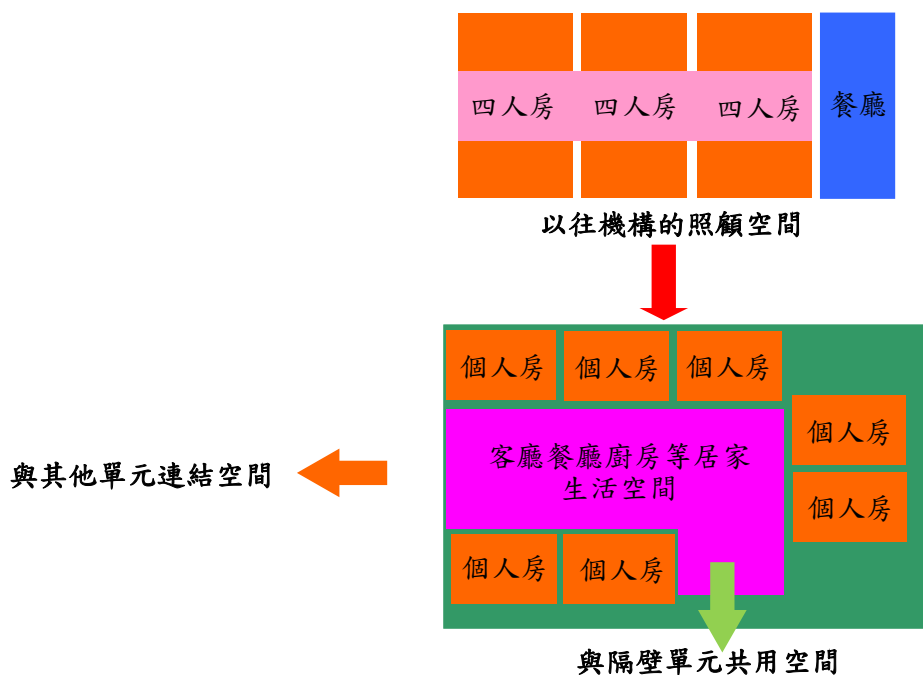 四人房 四人房 四人房 餐廳
以往機構的照顧空間
個人房 個人房 個人房
個人房
客廳餐廳廚房等居家
生活空間
與其他單元連結空間
個人房
個人房 個人房
與隔壁單元共用空間